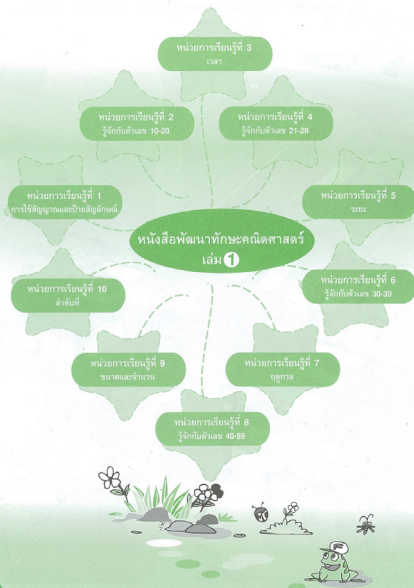 หน่วยการเรียนรู้ที่ 3
เวลา
หน่วยการเรียนรู้ที่ 2
รู้จักกับตัวเลข 10-20
หน่วยการเรียนรู้ที่ 4
รู้จักกับตัวเลข 21-29
หน่วยการเรียนรู้ที่ 1
การใช้สัญญาณและป้ายสัญลักษณ์
หน่วยการเรียนรู้ที่ 5
ระยะ
หนังสือพัฒนาทักษะคณิตศาสตร์
เล่ม 1
หน่วยการเรียนรู้ที่ 10
ลำดับที่
หน่วยการเรียนรู้ที่ 6
รู้จักกับตัวเลข 30-39
หน่วยการเรียนรู้ที่ 9
ขนาดและจำนวน
หน่วยการเรียนรู้ที่ 7
ฤดูกาล
หน่วยการเรียนรู้ที่ 8
รู้จักกับตัวเลข 40-59
F